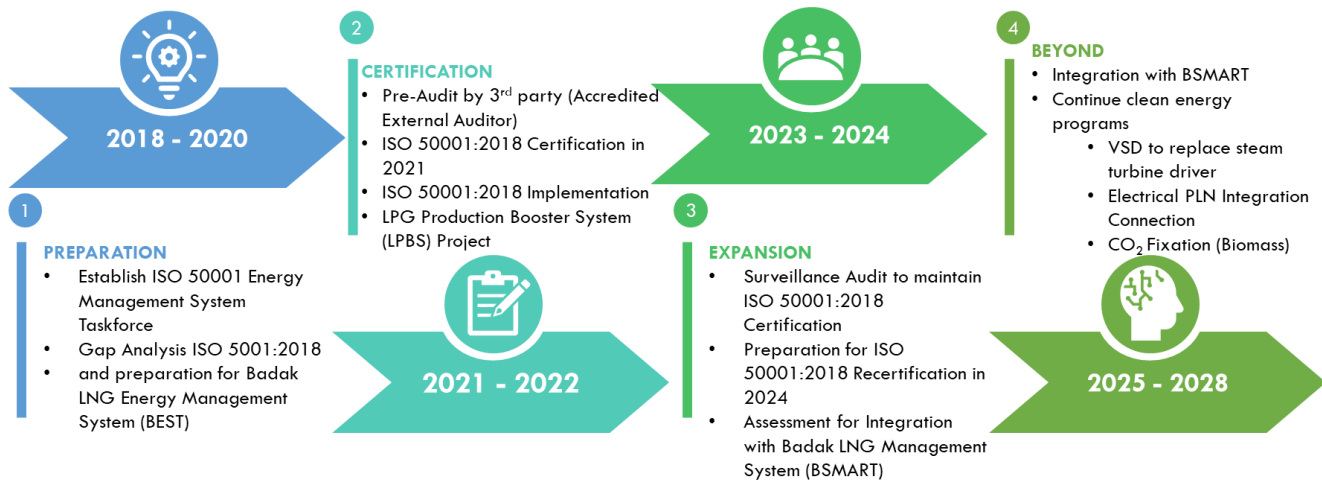 2018 - 2020
1
PREPARATION
• Establish ISO 50001 Energy
Management System
Taskforce
• Gap Analysis ISO 5001:2018
• and preparation for Badak
LNG Energy Management
System (BEST)
2
CERTIFICATION
• Pre-Audit by 3rd party (Accredited
External Auditor)
• ISO 50001:2018 Certification in
2021
• ISO 50001:2018 Implementation
• LPG Production Booster System
(LPBS) Project
2021 - 2022
2023 - 2024
3
EXPANSION
• Surveillance Audit to maintain
ISO 50001:2018
Certification
• Preparation for ISO
50001:2018 Recertification in
2024
• Assessment for Integration
with Badak LNG Management
System (BSMART)
4
BEYOND
• Integration with BSMART
• Continue clean energy
programs
• VSD to replace steam
turbine driver
• Electrical PLN Integration
Connection
• CO2 Fixation (Biomass)
2025 - 2028